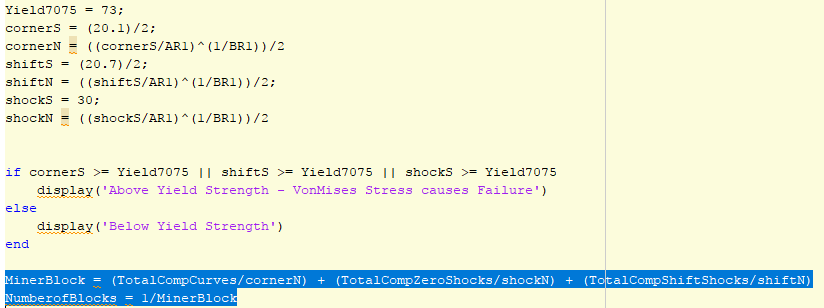 Yield7075 = 73;
cornerS = (20.1)/2;
cornerN = ((cornerS/AR1)^(1/BR1))/2
shiftS = (20.7)/2;
shiftN = ((shiftS/AR1)^(1/BR1))/2;
shockS = 30;
shockN = ((shockS/AR1)^(1/BR1))/2
if cornerS >= Yield7075 || shiftS >= Yield7075 || shockS >= Yield7075
display('Above Yield Strength - VonMises Stress causes Failure')
else
display('Below Yield Strength')
end
MinerBlock = (TotalCompCurves/cornerN) + (TotalCompZeroShocks/shockN) + (TotalCompShiftShocks/shiftN)
NumberofBlocks = 1/MinerBlock